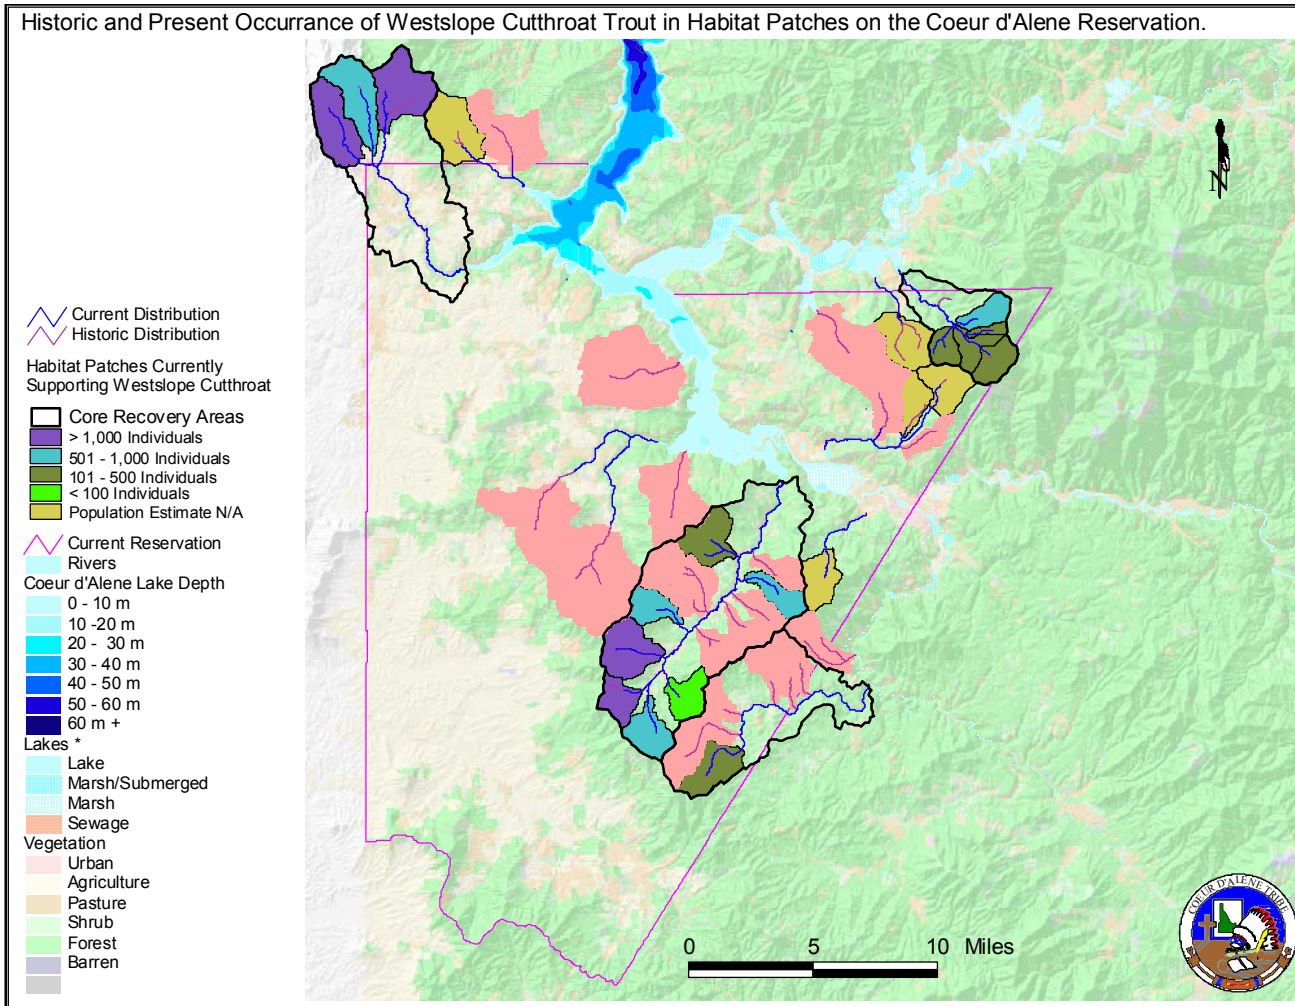 Historic and Present Occurrance of Westslope Cutthroat Trout in Habitat Patches on the Coeur d'Alene Reservation.
N
Current Distribution
Historic Distribution
Habitat Patches Currently
Supporting Westslope Cutthroat
Core Recovery Areas
> 1,000 Individuals
501 - 1,000 Individuals
101 - 500 Individuals
< 100 Individuals
Population Estimate N/A
Current Reservation
Rivers
Coeur d'Alene Lake Depth
0 - 10 m
10 -20 m
20 -  30 m
30 - 40 m
40 - 50 m
50 - 60 m
60 m +
Lakes *
Lake
Marsh/Submerged
Marsh
Sewage
Vegetation
Urban
Agriculture
Pasture
Shrub
Forest
Barren
0 5 10 Miles
COEUR D'ALENE TRIBE